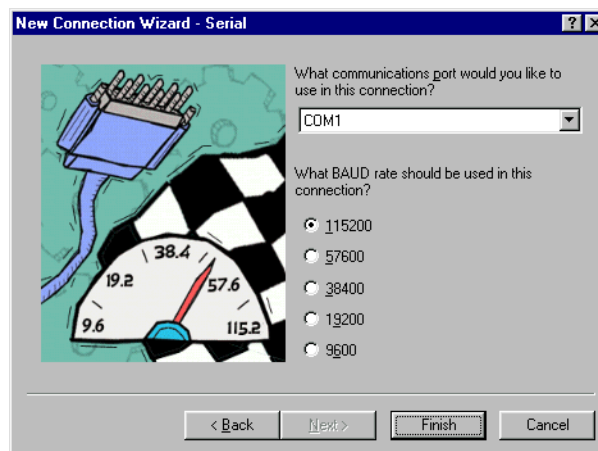 New Connection Wizard - Serial
? X
What communications port would you like to
use in this connection?
COM1
What BAUD rate should be used in this
connection?
115200
57600
38400
19200
9600
38.4
19.2
57.6
9.6
115.2
< Back
Next >
Finish
Cancel